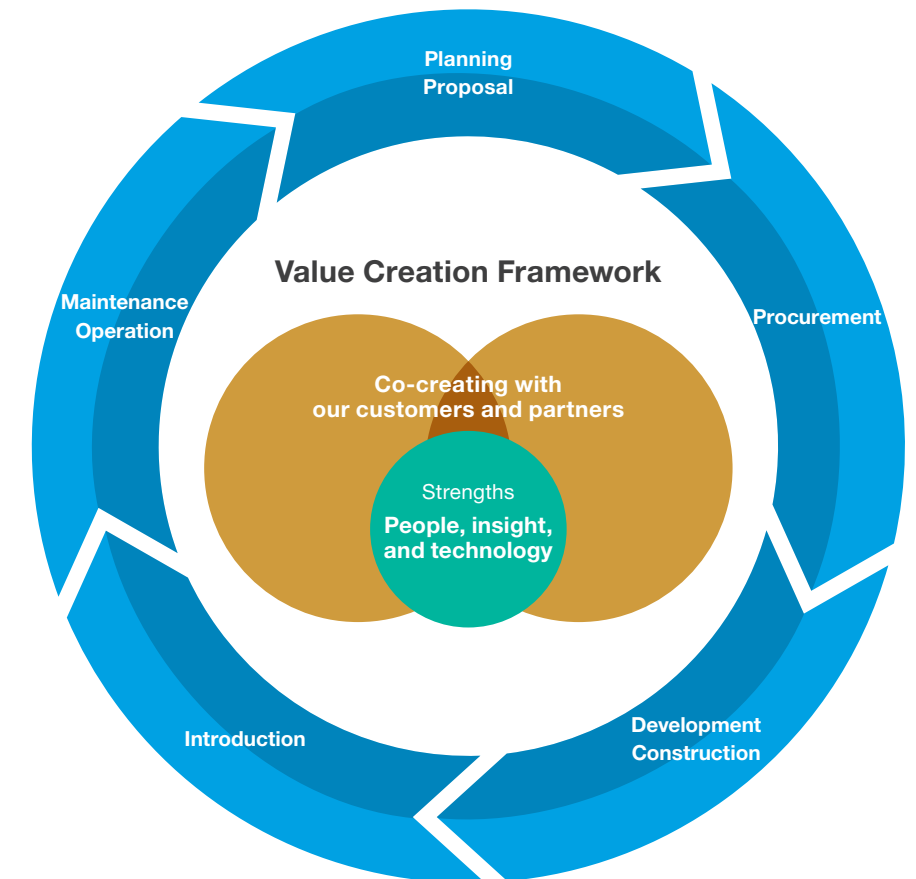 Planning
Proposal
Value Creation Framework
Maintenance
Operation
Procurement
Co-creating with
our customers and partners
Strengths
People, insight,
and technology
Introduction
Development
Construction